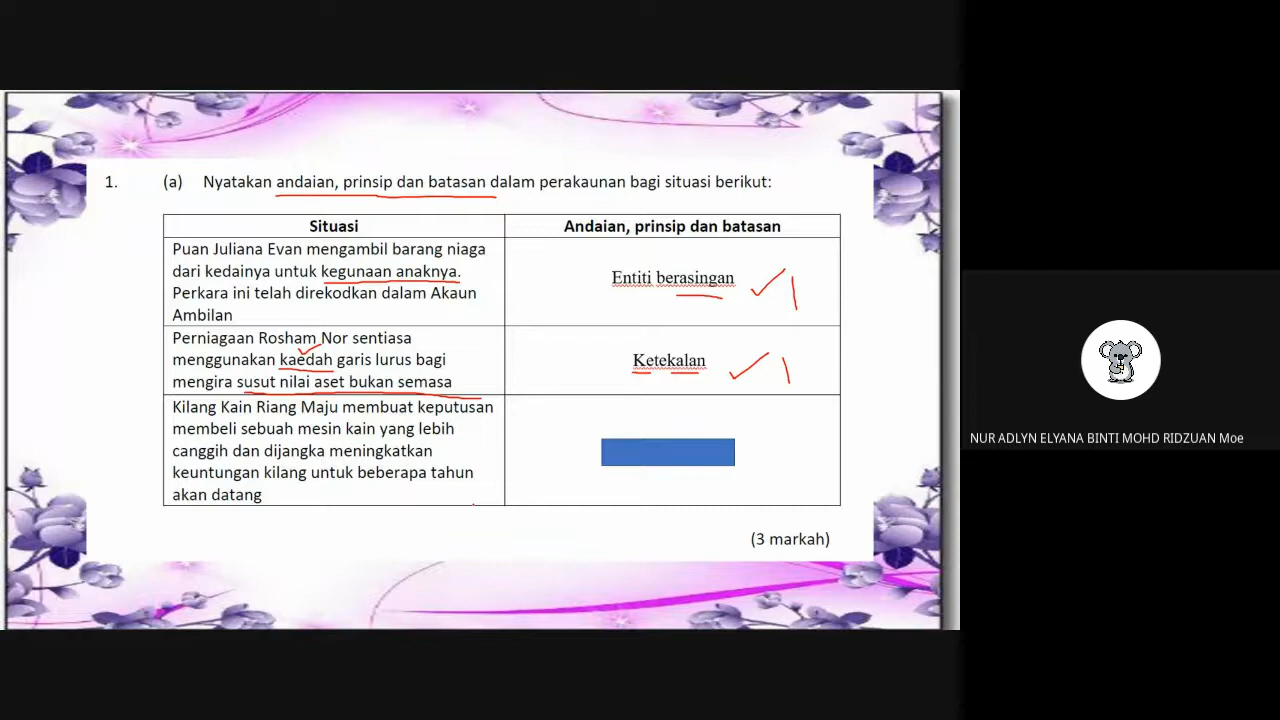 1. (a) Nyatakan andaian, prinsip dan batasan dalam perakaunan bagi situasi berikut:
Situasi
Andaian, prinsip dan batasan
Puan Juliana Evan mengambil barang niaga
dari kedainya untuk kegunaan anaknya.
Perkara ini telah direkodkan dalam Akaun
Ambilan
Entiti berasingan
Perniagaan Rosham Nor sentiasa
menggunakan kaedah garis lurus bagi
mengira susut nilai aset bukan semasa
Ketekalan
Kilang Kain Riang Maju membuat keputusan
membeli sebuah mesin kain yang lebih
canggih dan dijangka meningkatkan
keuntungan kilang untuk beberapa tahun
akan datang
(3 markah)
NUR ADLYN ELYANA BINTI MOHD RIDZUAN Moe